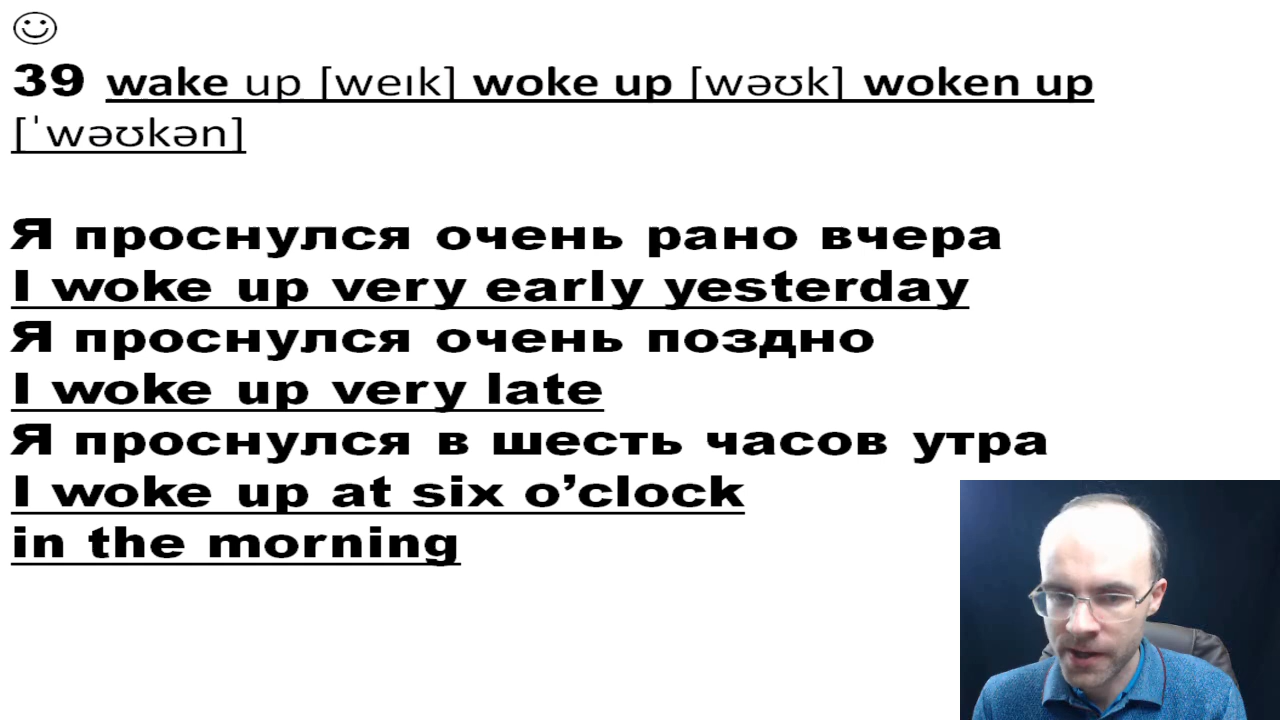 39 wake up [weɪk] woke up [wəʊk] woken up
[ˈwəʊkən]
Я проснулся очень рано вчера
I woke up very early yesterday
Я проснулся очень поздно
I woke up very late
Я проснулся в шесть часов утра
I woke up at six o’clock
in the morning